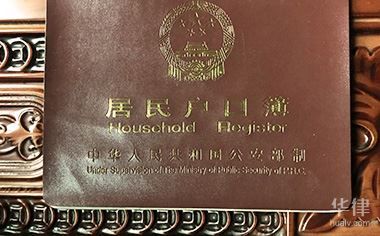 居民户口簿
Household Register
中华人民共和国公安部制
Under Supervision of The Ministry of Public Security of P.R.C.
华律
hualv.com